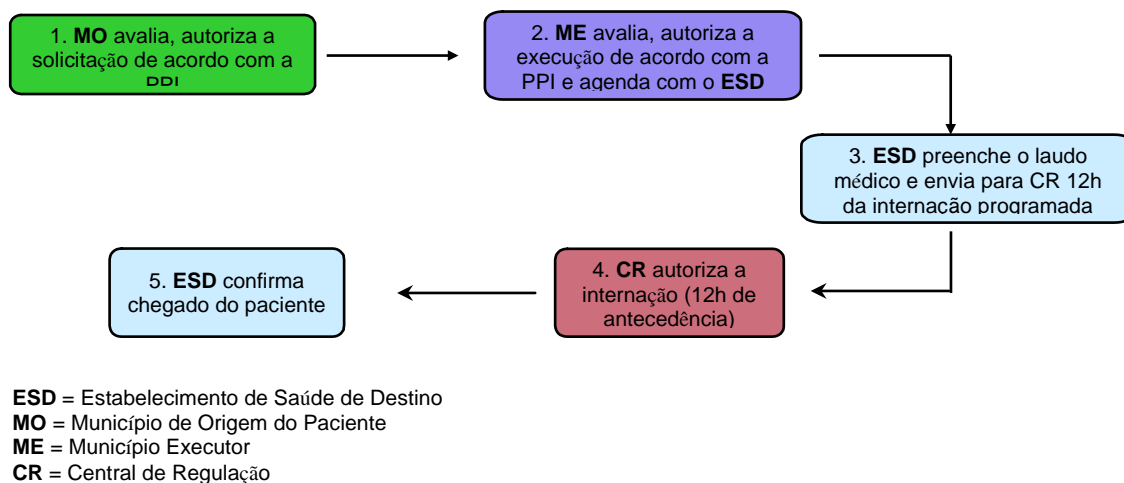 1. MO avalia, autoriza a
solicitação de acordo com a
PPI
2. ME avalia, autoriza a
execução de acordo com a
PPI e agenda com o ESD
3. ESD preenche o laudo
médico e envia para CR 12h
da internação programada
4. CR autoriza a
internação (12h de
antecedência)
5. ESD confirma
chegado do paciente
ESD = Estabelecimento de Saúde de Destino
MO = Município de Origem do Paciente
ME = Município Executor
CR = Central de Regulação